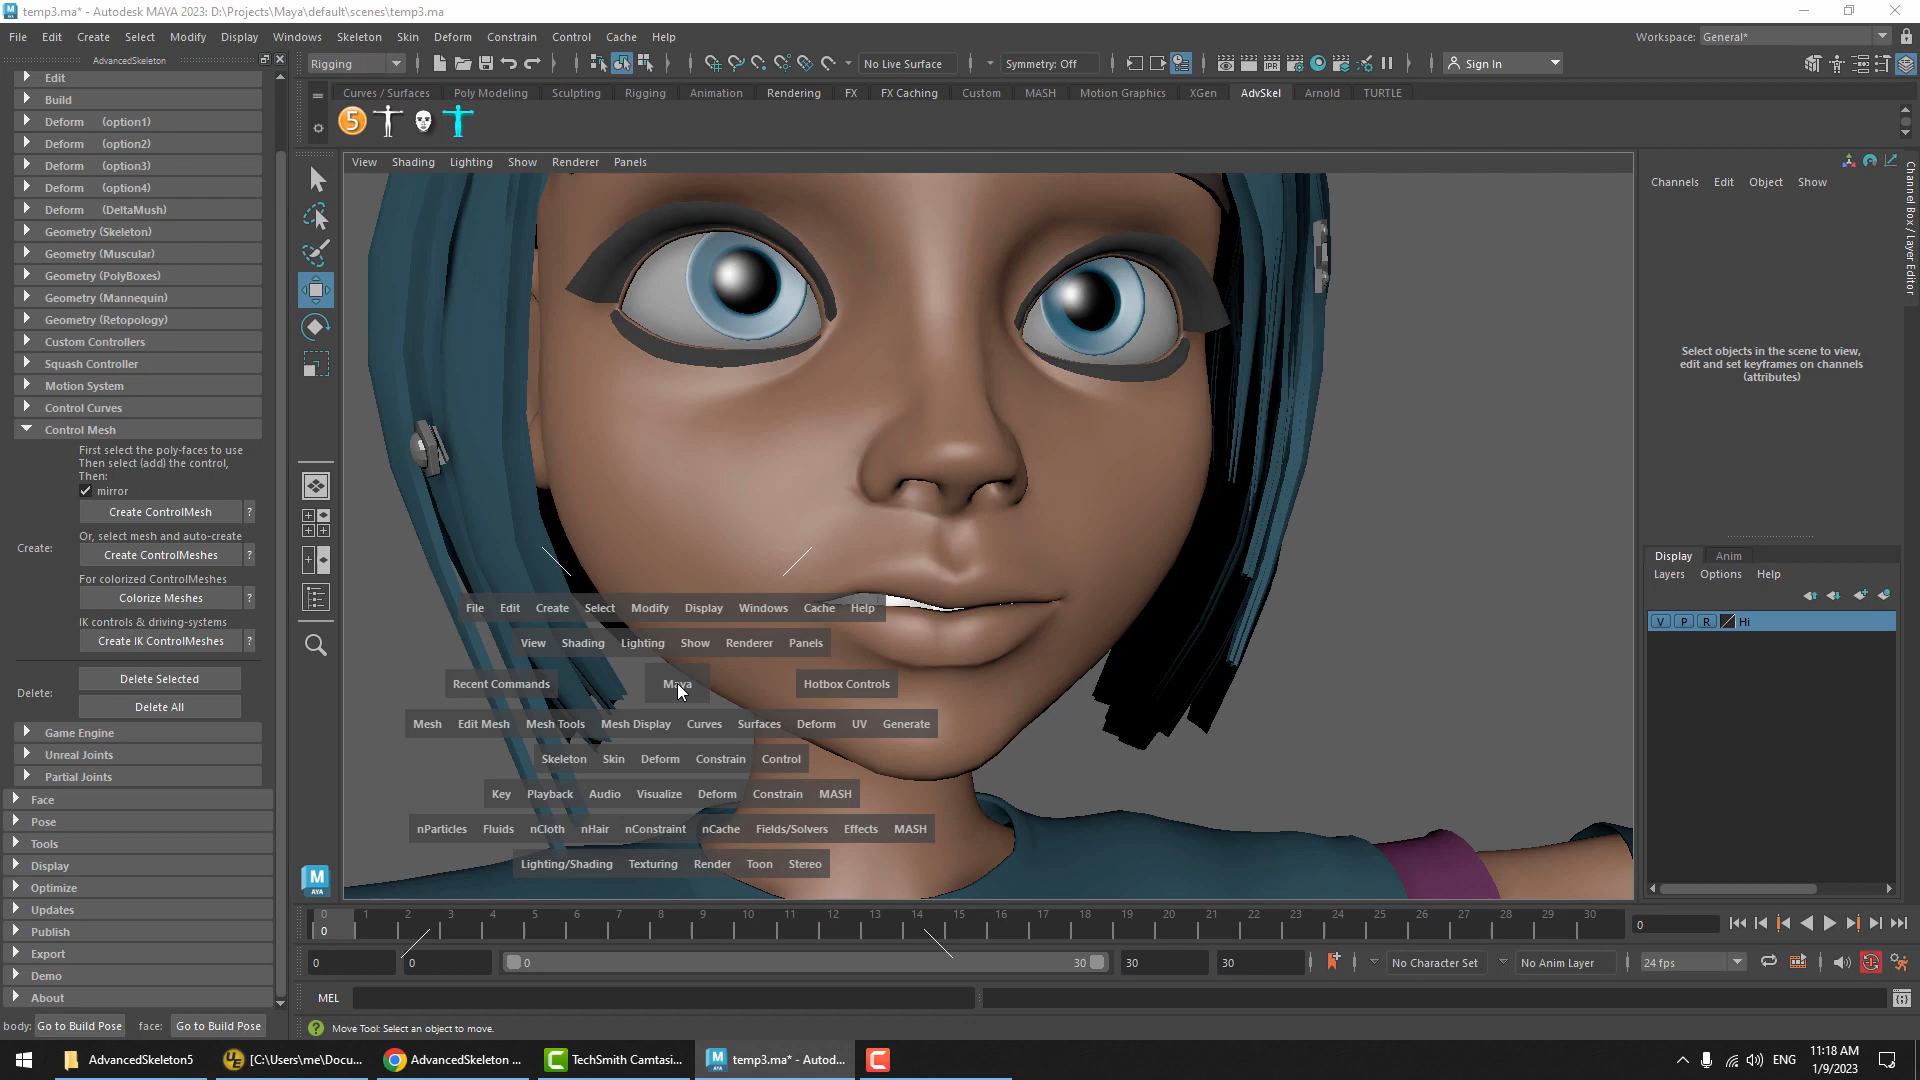 temp3.ma* - Autodesk MAYA 2023: D:\Projects\Maya\default\scenes\temp3.ma
File Edit Create Select Modify Display Windows Skeleton Skin Deform Constrain Control Cache Help
Workspace: General*
AdvancedSkeleton
Rigging
No Live Surface
Symmetry: Off
Sign In
Curves / Surfaces Poly Modeling Sculpting Rigging Animation Rendering FX FX Caching Custom MASH Motion Graphics XGen AdvSkel Arnold TURTLE
5
View Shading Lighting Show Renderer Panels
Edit
Build
Deform (option1)
Deform (option2)
Deform (option3)
Deform (option4)
Deform (DeltaMush)
Geometry (Skeleton)
Geometry (Muscular)
Geometry (PolyBoxes)
Geometry (Mannequin)
Geometry (Retopology)
Custom Controllers
Squash Controller
Motion System
Control Curves
Control Mesh
First select the poly-faces to use
Then select (add) the control,
Then:
mirror
Create ControlMesh ?
Or, select mesh and auto-create
Create:
Create ControlMeshes ?
For colorized ControlMeshes
Colorize Meshes ?
IK controls & driving-systems
Create IK ControlMeshes ?
Delete:
Delete Selected
Delete All
Game Engine
Unreal Joints
Partial Joints
Face
Pose
Tools
Display
Optimize
Updates
Publish
Export
Demo
About
body: Go to Build Pose face: Go to Build Pose
File Edit Create Select Modify Display Windows Cache Help
View Shading Lighting Show Renderer Panels
Recent Commands Maya Hotbox Controls
Mesh Edit Mesh Mesh Tools Mesh Display Curves Surfaces Deform UV Generate
Skeleton Skin Deform Constrain Control
Key Playback Audio Visualize Deform Constrain MASH
nParticles Fluids nCloth nHair nConstraint nCache Fields/Solvers Effects MASH
Lighting/Shading Texturing Render Toon Stereo
Channels Edit Object Show
Channel Box / Layer Editor
Select objects in the scene to view,
edit and set keyframes on channels
(attributes)
Display Anim
Layers Options Help
V P R Hi
M
AYA
0 1 2 3 4 5 6 7 8 9 10 11 12 13 14 15 16 17 18 19 20 21 22 23 24 25 26 27 28 29 30
0
0
0 0 0 30 30 30 No Character Set No Anim Layer 24 fps
MEL
Move Tool: Select an object to move.
AdvancedSkeleton5
[C:\Users\me\Docu...
AdvancedSkeleton ...
TechSmith Camtasi...
temp3.ma* - Autod...
ENG
11:18 AM
1/9/2023